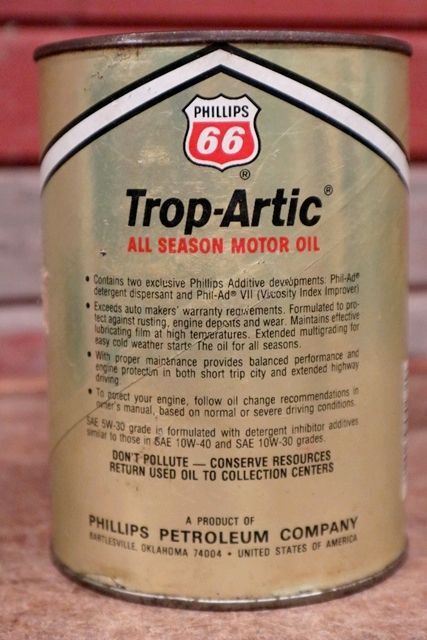 PHILLIPS
66
®
Trop-Artic®
ALL SEASON MOTOR OIL
• Contains two exclusive Phillips Additive developments: Phil-Ad®
detergent dispersant and Phil-Ad® VII (Viscosity Index Improver)
• Exceeds auto makers' warranty requirements. Formulated to pro-
tect against rusting, engine deposits and wear. Maintains effective
lubricating film at high temperatures. Extended multigrading for
easy cold weather starts. The oil for all seasons.
• With proper maintenance provides balanced performance and
engine protection in both short trip city and extended highway
driving.
• To protect your engine, follow oil change recommendations in
owner's manual, based on normal or severe driving conditions.
SAE 5W-30 grade is formulated with detergent inhibitor additives
similar to those in SAE 10W-40 and SAE 10W-30 grades.
DON'T POLLUTE — CONSERVE RESOURCES
RETURN USED OIL TO COLLECTION CENTERS
A PRODUCT OF
PHILLIPS PETROLEUM COMPANY
BARTLESVILLE, OKLAHOMA 74004 • UNITED STATES OF AMERICA